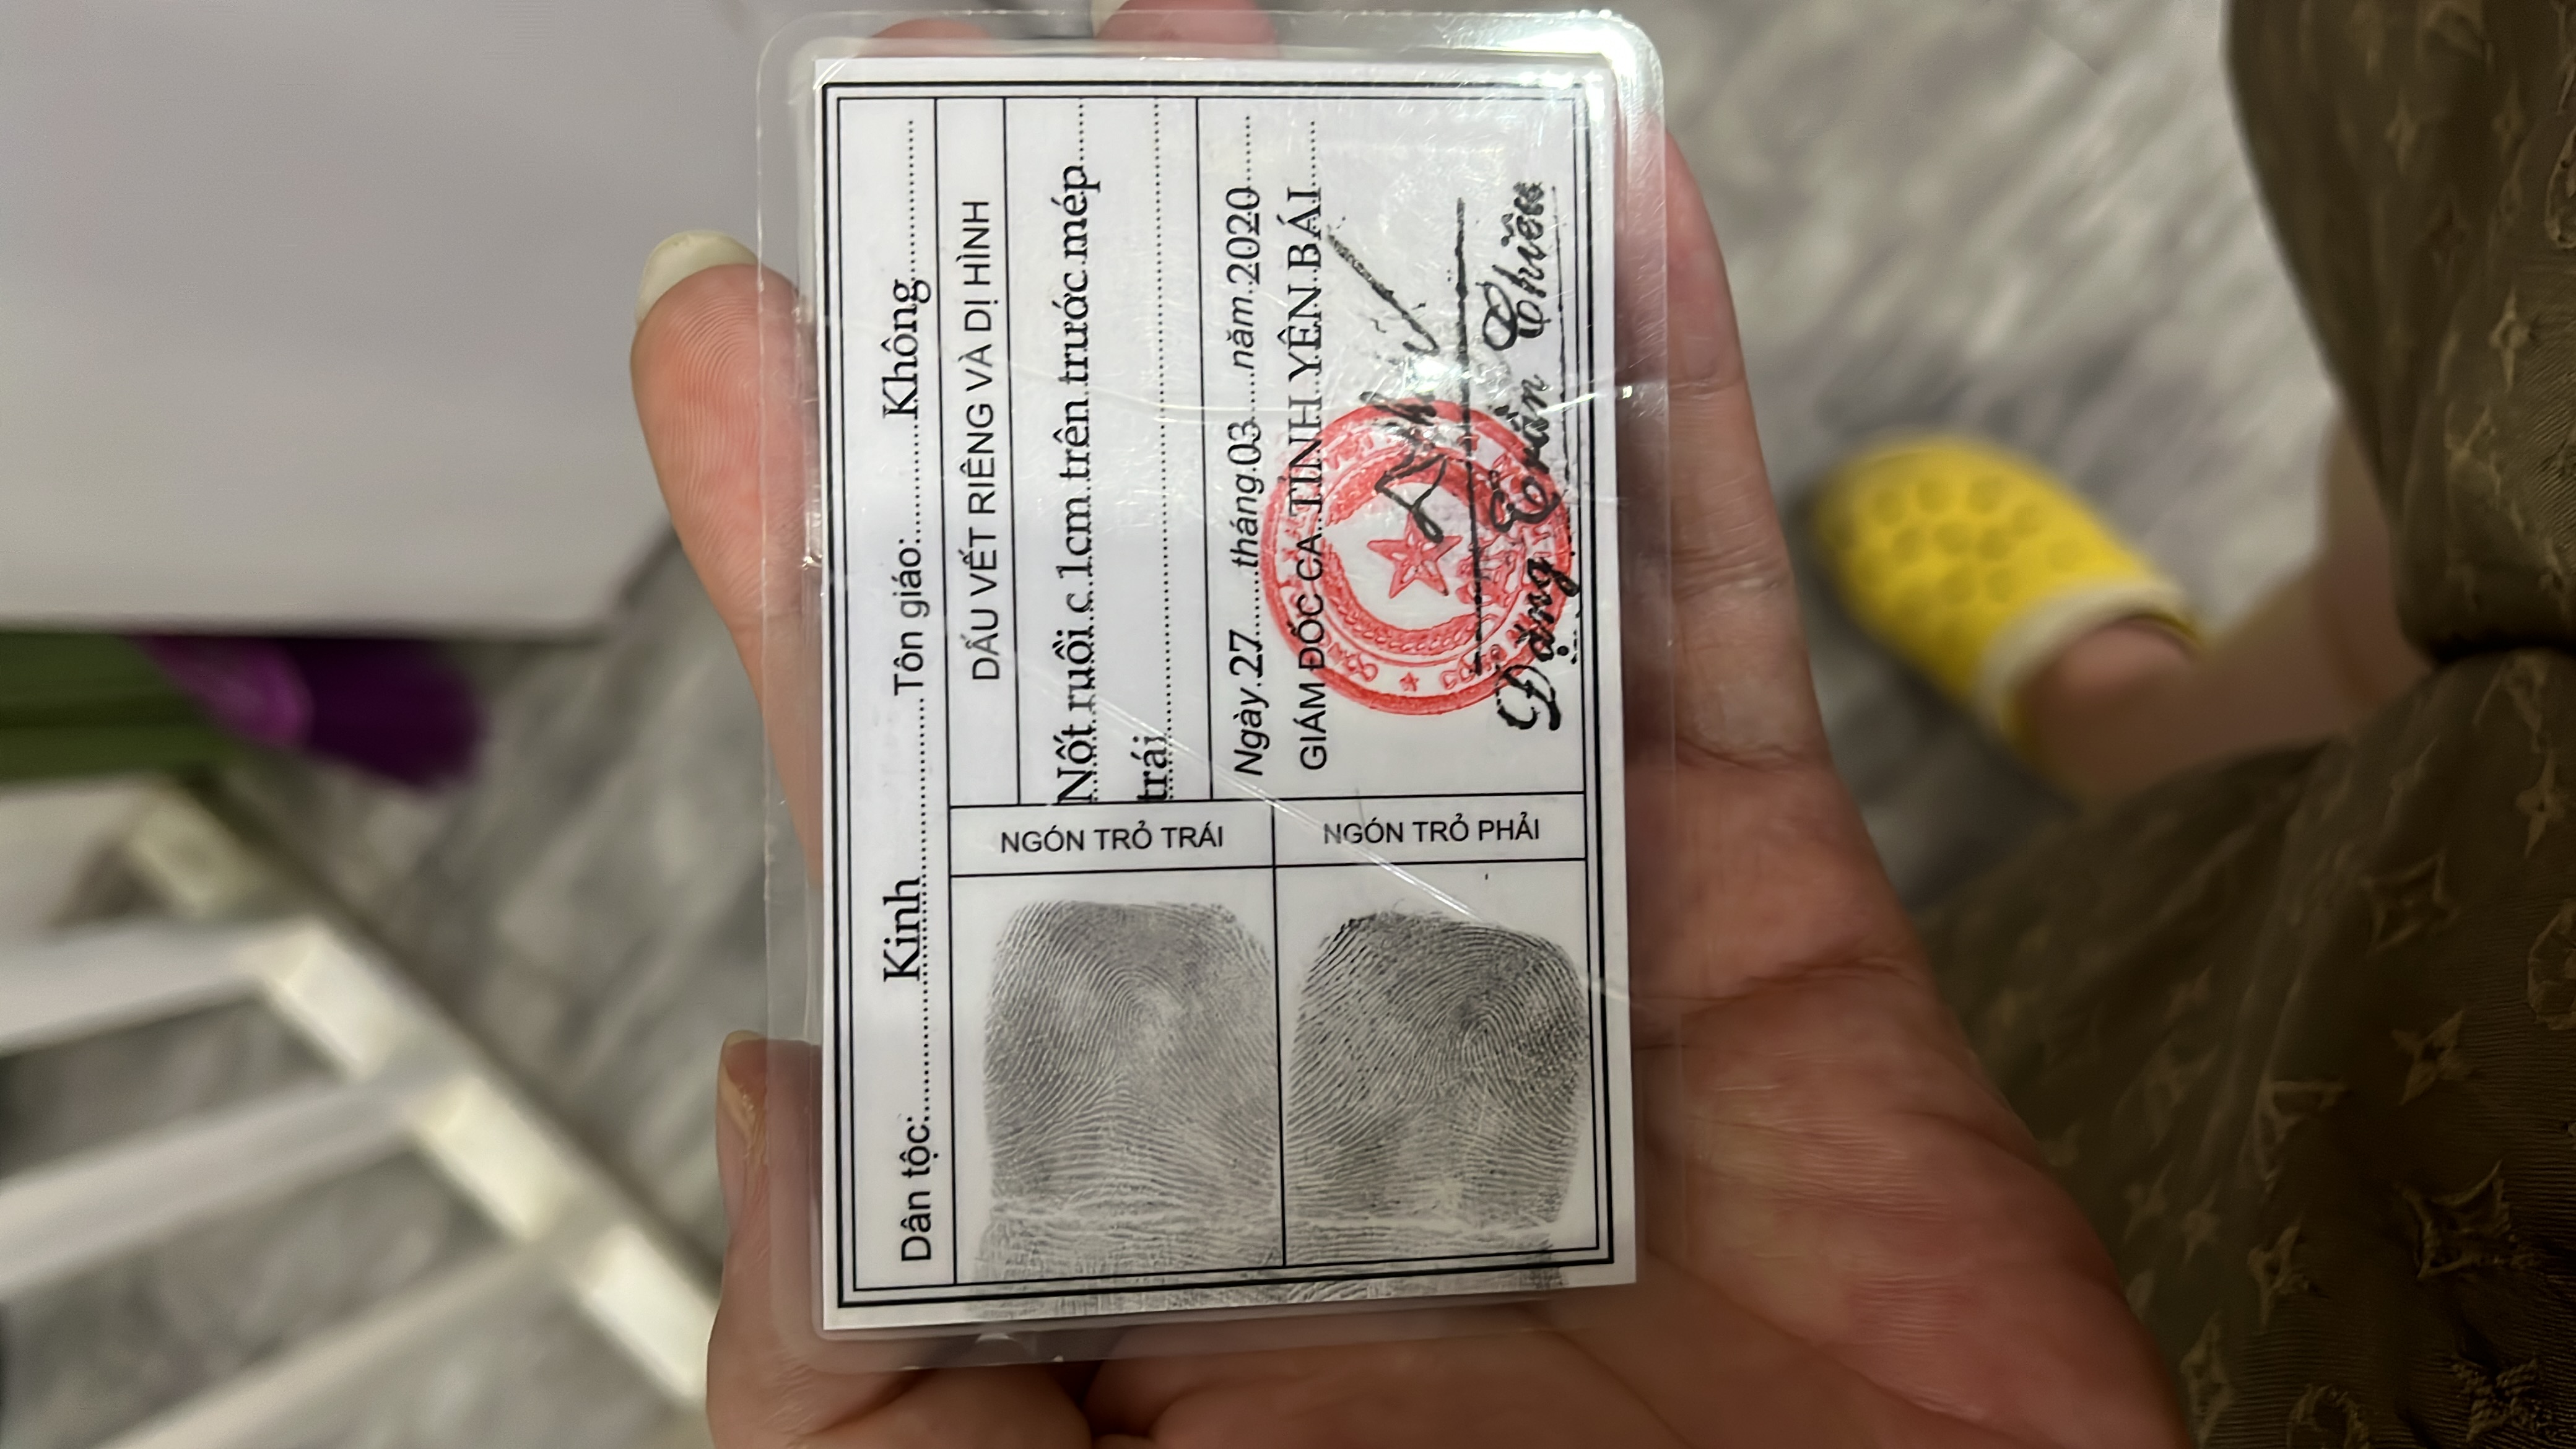 Dân tộc: Kinh Tôn giáo: Không
NGÓN TRỎ TRÁI
DẤU VẾT RIÊNG VÀ DỊ HÌNH
Nốt ruồi c 1cm trên trước mép
trái
Ngày 27 tháng 03 năm 2020
GIÁM ĐỐC CA TỈNH YÊN BÁI
NGÓN TRỎ PHẢI
Đặng Trần Chiêu